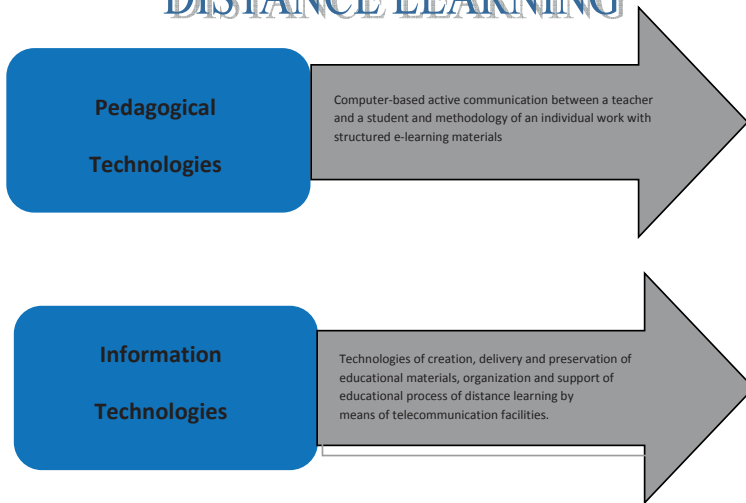 DISTANCE LEARNING
Pedagogical
Technologies
Computer-based active communication between a teacher
and a student and methodology of an individual work with
structured e-learning materials
Information
Technologies
Technologies of creation, delivery and preservation of
educational materials, organization and support of
educational process of distance learning by
means of telecommunication facilities.